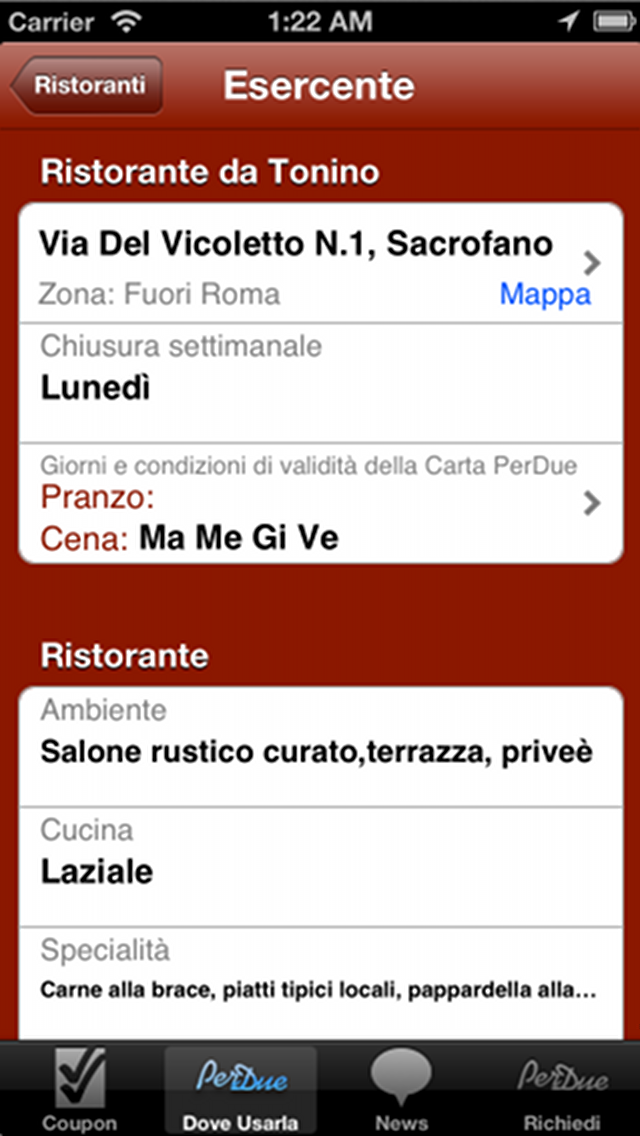 Carrier 1:22 AM
Ristoranti Esercente
Ristorante da Tonino
Via Del Vicoletto N.1, Sacrofano
Zona: Fuori Roma Mappa
Chiusura settimanale
Lunedì
Giorni e condizioni di validità della Carta PerDue
Pranzo:
Cena: Ma Me Gi Ve
Ristorante
Ambiente
Salone rustico curato,terrazza, priveè
Cucina
Laziale
Specialità
Carne alla brace, piatti tipici locali, pappardella alla...
PerDue PerDue
Coupon Dove Usarla News Richiedi